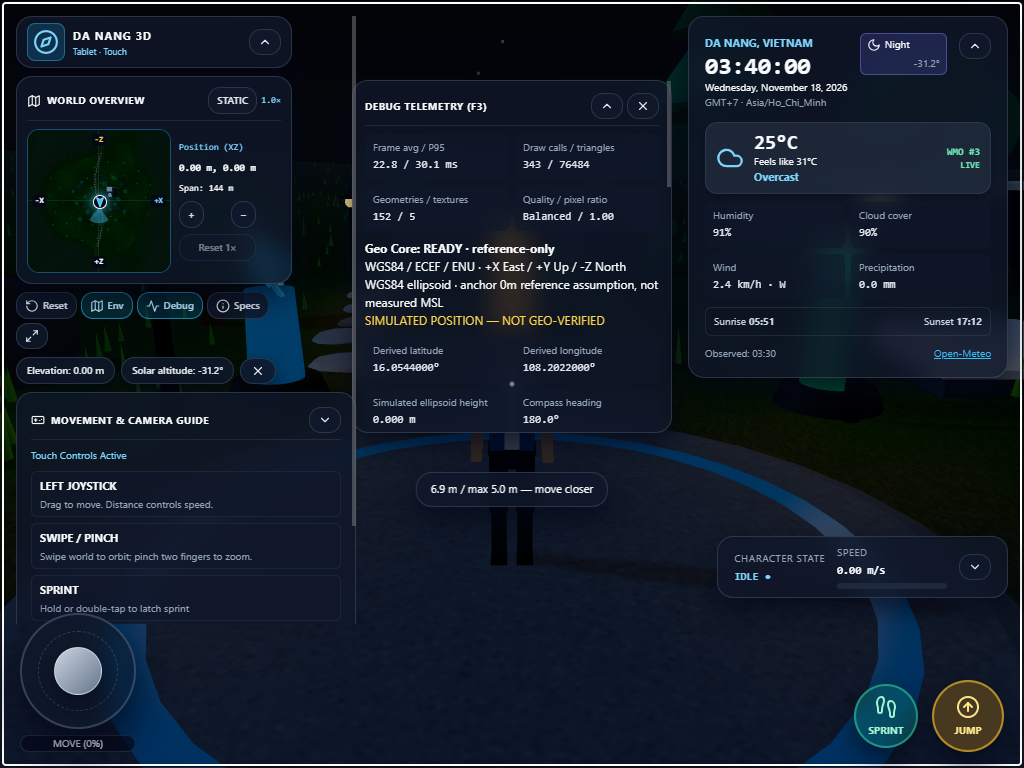 DA NANG 3D
Tablet · Touch
WORLD OVERVIEW
STATIC
1.0×
-Z
-X
+X
+Z
Position (XZ)
0.00 m, 0.00 m
Span: 144 m
+
−
Reset 1×
Reset
Env
Debug
Specs
Elevation: 0.00 m
Solar altitude: -31.2°
MOVEMENT & CAMERA GUIDE
Touch Controls Active
LEFT JOYSTICK
Drag to move. Distance controls speed.
SWIPE / PINCH
Swipe world to orbit; pinch two fingers to zoom.
SPRINT
Hold or double-tap to latch sprint
MOVE (0%)
DEBUG TELEMETRY (F3)
Frame avg / P95
22.8 / 30.1 ms
Draw calls / triangles
343 / 76484
Geometries / textures
152 / 5
Quality / pixel ratio
Balanced / 1.00
Geo Core: READY · reference-only
WGS84 / ECEF / ENU · +X East / +Y Up / -Z North
WGS84 ellipsoid · anchor 0m reference assumption, not
measured MSL
SIMULATED POSITION — NOT GEO-VERIFIED
Derived latitude
16.0544000°
Derived longitude
108.2022000°
Simulated ellipsoid height
0.000 m
Compass heading
180.0°
6.9 m / max 5.0 m — move closer
DA NANG, VIETNAM
03:40:00
Wednesday, November 18, 2026
GMT+7 · Asia/Ho_Chi_Minh
Night
-31.2°
25°C
Feels like 31°C
Overcast
WMO #3
LIVE
Humidity
91%
Cloud cover
90%
Wind
2.4 km/h · W
Precipitation
0.0 mm
Sunrise 05:51
Sunset 17:12
Observed: 03:30
Open-Meteo
CHARACTER STATE
IDLE
SPEED
0.00 m/s
SPRINT
JUMP